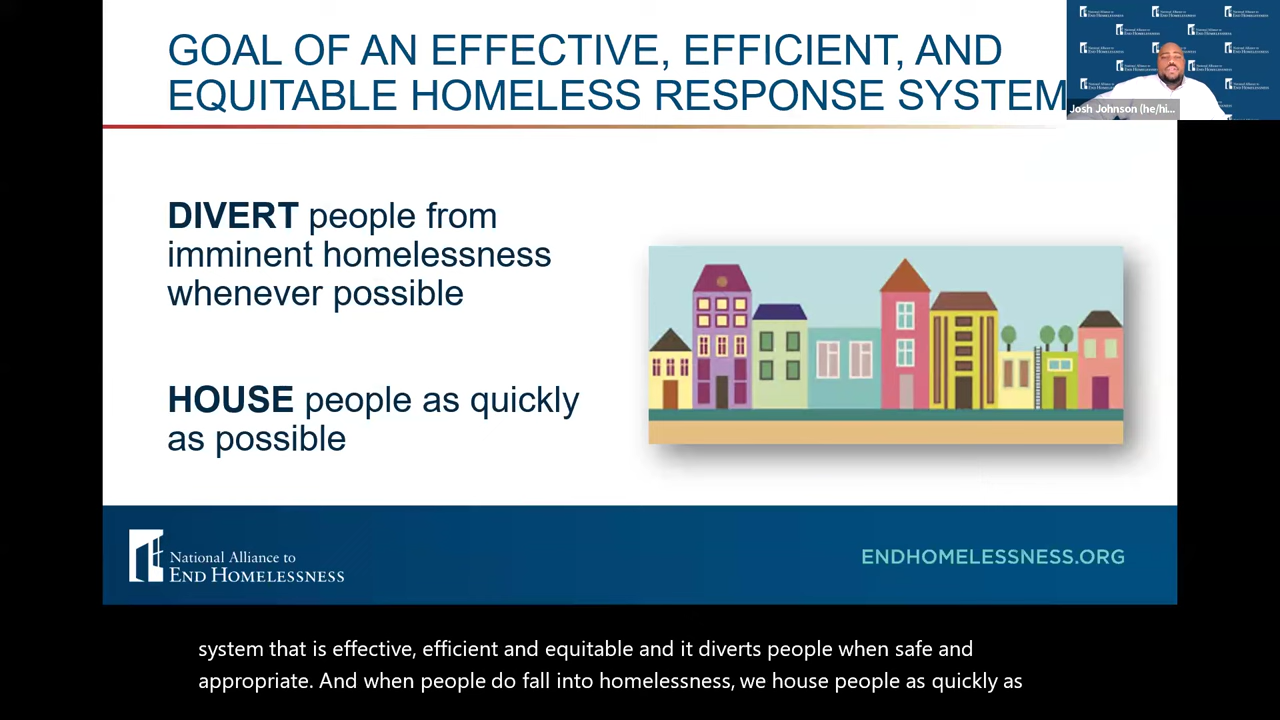 GOAL OF AN EFFECTIVE, EFFICIENT, AND
EQUITABLE HOMELESS RESPONSE SYSTEM
Josh Johnson (he/hi...
DIVERT people from
imminent homelessness
whenever possible
HOUSE people as quickly
as possible
National Alliance to
END HOMELESSNESS
ENDHOMELESSNESS.ORG
system that is effective, efficient and equitable and it diverts people when safe and
appropriate. And when people do fall into homelessness, we house people as quickly as